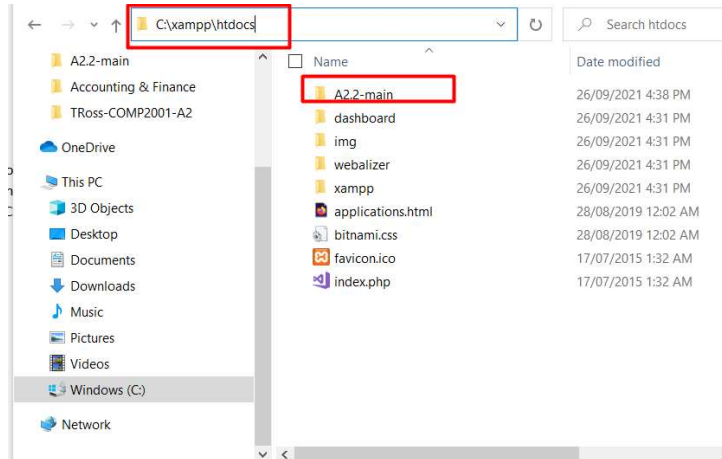 C:\xampp\htdocs
Search htdocs
Name
Date modified
A2.2-main
Accounting & Finance
TRoss-COMP2001-A2
OneDrive
This PC
3D Objects
Desktop
Documents
Downloads
Music
Pictures
Videos
Windows (C:)
Network
A2.2-main 26/09/2021 4:38 PM
dashboard 26/09/2021 4:31 PM
img 26/09/2021 4:31 PM
webalizer 26/09/2021 4:31 PM
xampp 26/09/2021 4:31 PM
applications.html 28/08/2019 12:02 AM
bitnami.css 28/08/2019 12:02 AM
favicon.ico 17/07/2015 1:32 AM
index.php 17/07/2015 1:32 AM